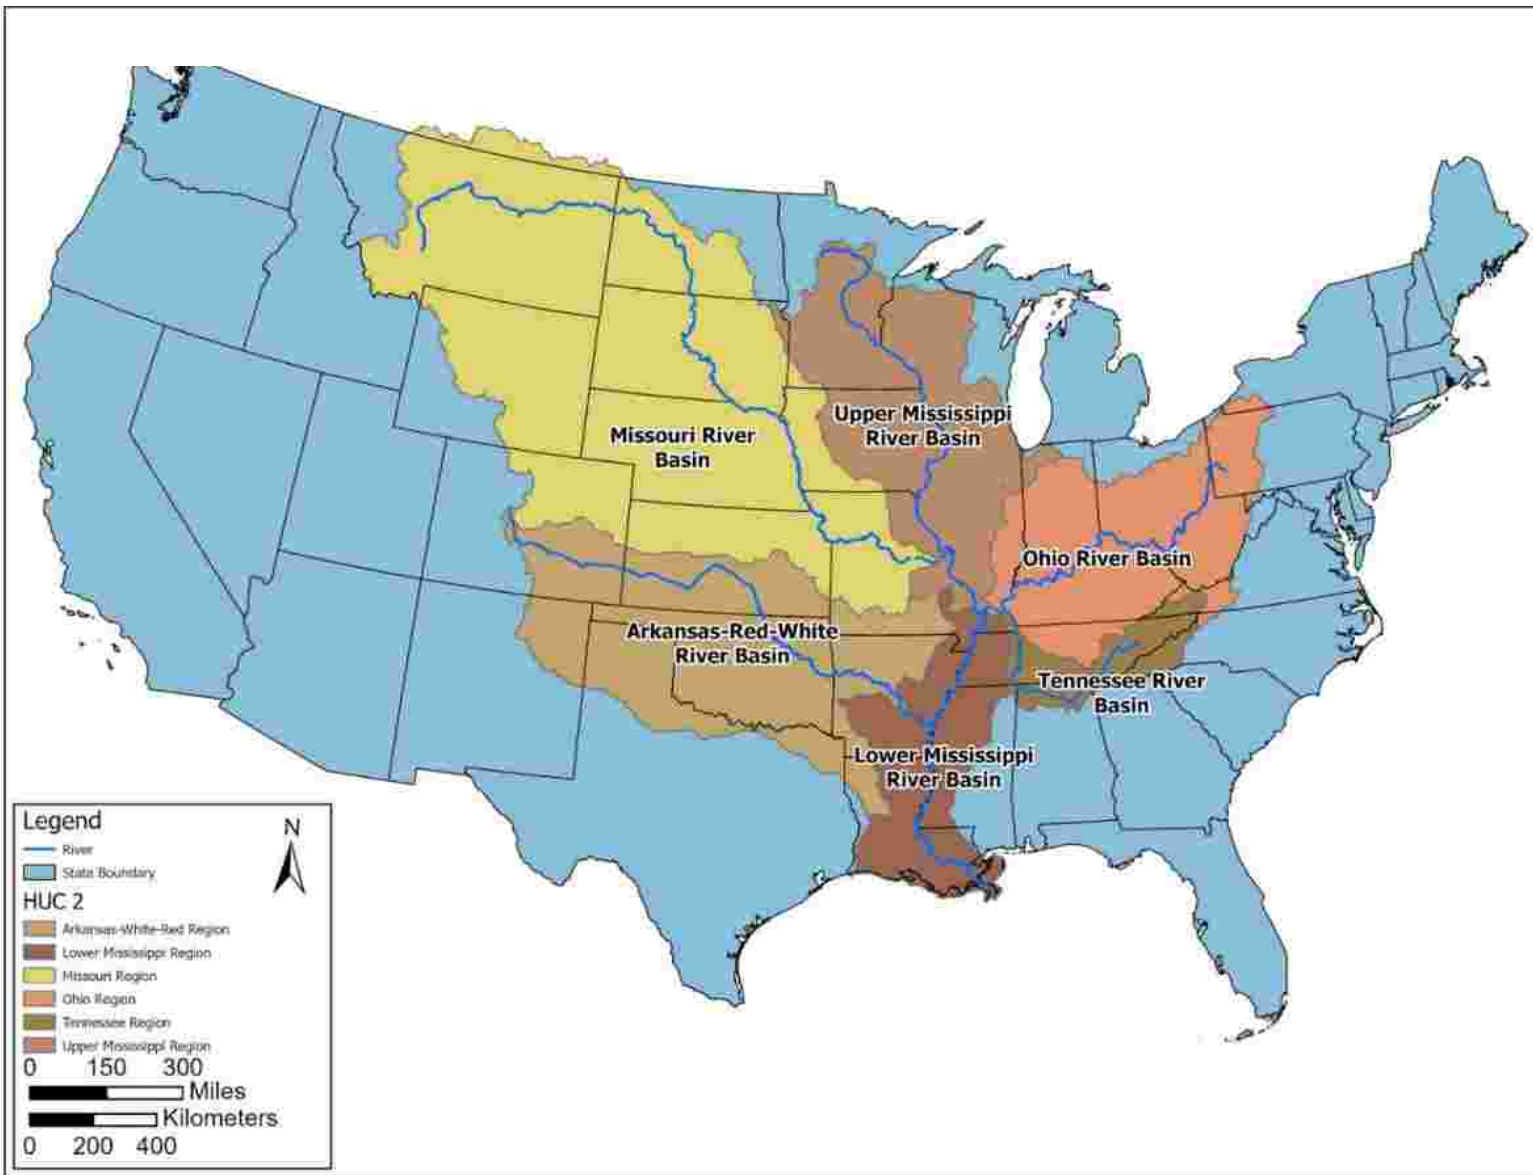 Upper Mississippi
River Basin
Missouri River
Basin
Ohio River Basin
Arkansas-Red-White
River Basin
Tennessee River
Basin
Lower Mississippi
River Basin
Legend
N
River
State Boundary
HUC 2
Arkansas-White-Red Region
Lower Mississippi Region
Missouri Region
Ohio Region
Tennessee Region
Upper Mississippi Region
0 150 300
Miles
Kilometers
0 200 400